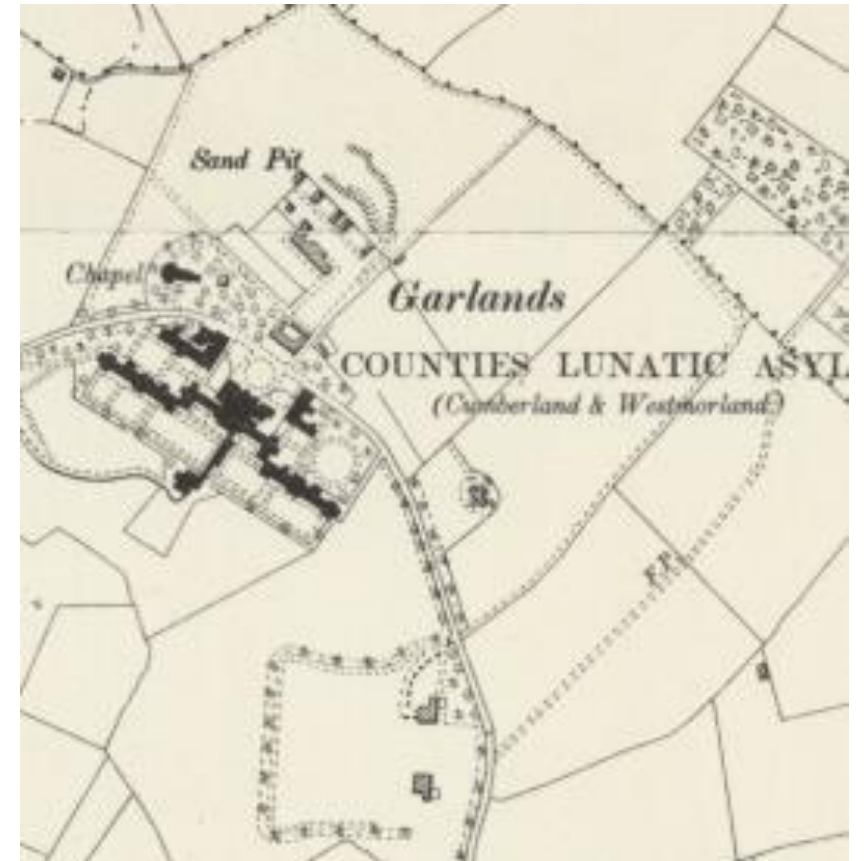 Sand Pit
Chapel
Garlands
COUNTIES LUNATIC ASYL
(Cumberland & Westmorland)
F.P.